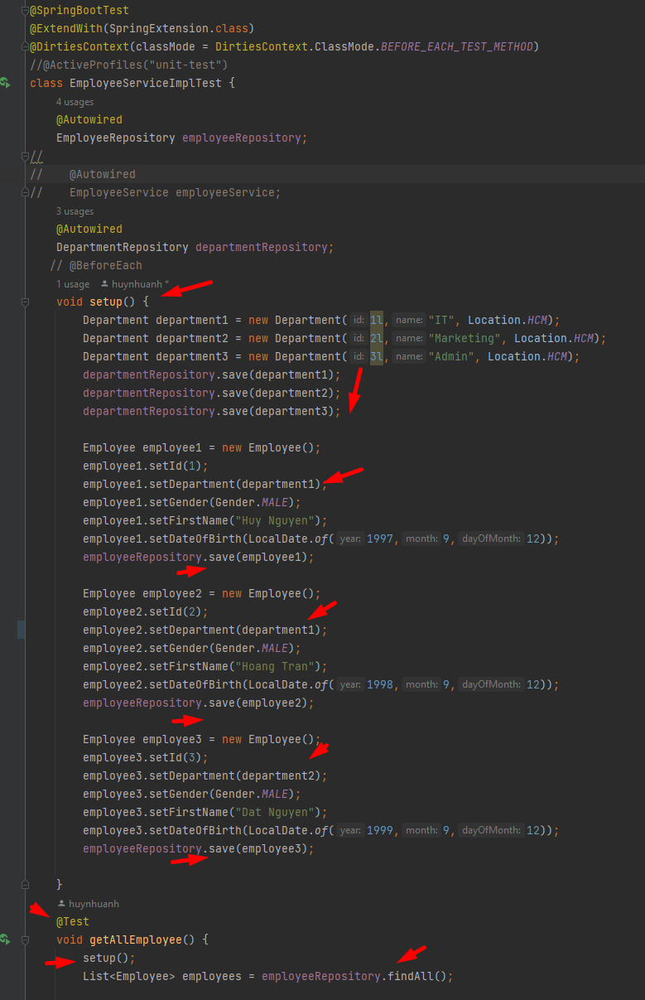 @SpringBootTest
@ExtendWith(SpringExtension.class)
@DirtiesContext(classMode = DirtiesContext.ClassMode.BEFORE_EACH_TEST_METHOD)
//@ActiveProfiles("unit-test")
class EmployeeServiceImplTest {
4 usages
@Autowired
EmployeeRepository employeeRepository;
//
// @Autowired
// EmployeeService employeeService;
3 usages
@Autowired
DepartmentRepository departmentRepository;
// @BeforeEach
1 usage huynhuanh *
void setup() {
Department department1 = new Department( id: 1l, name: "IT", Location.HCM);
Department department2 = new Department( id: 2l, name: "Marketing", Location.HCM);
Department department3 = new Department( id: 3l, name: "Admin", Location.HCM);
departmentRepository.save(department1);
departmentRepository.save(department2);
departmentRepository.save(department3);
Employee employee1 = new Employee();
employee1.setId(1);
employee1.setDepartment(department1);
employee1.setGender(Gender.MALE);
employee1.setFirstName("Huy Nguyen");
employee1.setDateOfBirth(LocalDate.of( year: 1997, month: 9, dayOfMonth: 12));
employeeRepository.save(employee1);
Employee employee2 = new Employee();
employee2.setId(2);
employee2.setDepartment(department1);
employee2.setGender(Gender.MALE);
employee2.setFirstName("Hoang Tran");
employee2.setDateOfBirth(LocalDate.of( year: 1998, month: 9, dayOfMonth: 12));
employeeRepository.save(employee2);
Employee employee3 = new Employee();
employee3.setId(3);
employee3.setDepartment(department2);
employee3.setGender(Gender.MALE);
employee3.setFirstName("Dat Nguyen");
employee3.setDateOfBirth(LocalDate.of( year: 1999, month: 9, dayOfMonth: 12));
employeeRepository.save(employee3);
}
huynhuanh
@Test
void getAllEmployee() {
setup();
List<Employee> employees = employeeRepository.findAll();